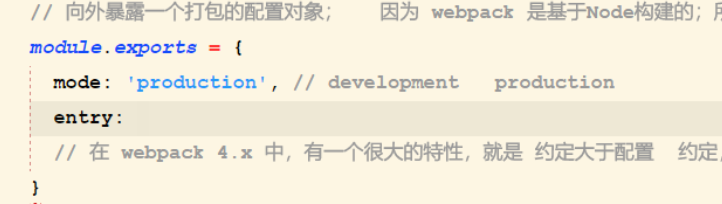 // 向外暴露一个打包的配置对象； 因为 webpack 是基于Node构建的；
module.exports = {
mode: 'production', // development production
entry:
// 在 webpack 4.x 中，有一个很大的特性，就是 约定大于配置 约定，
}